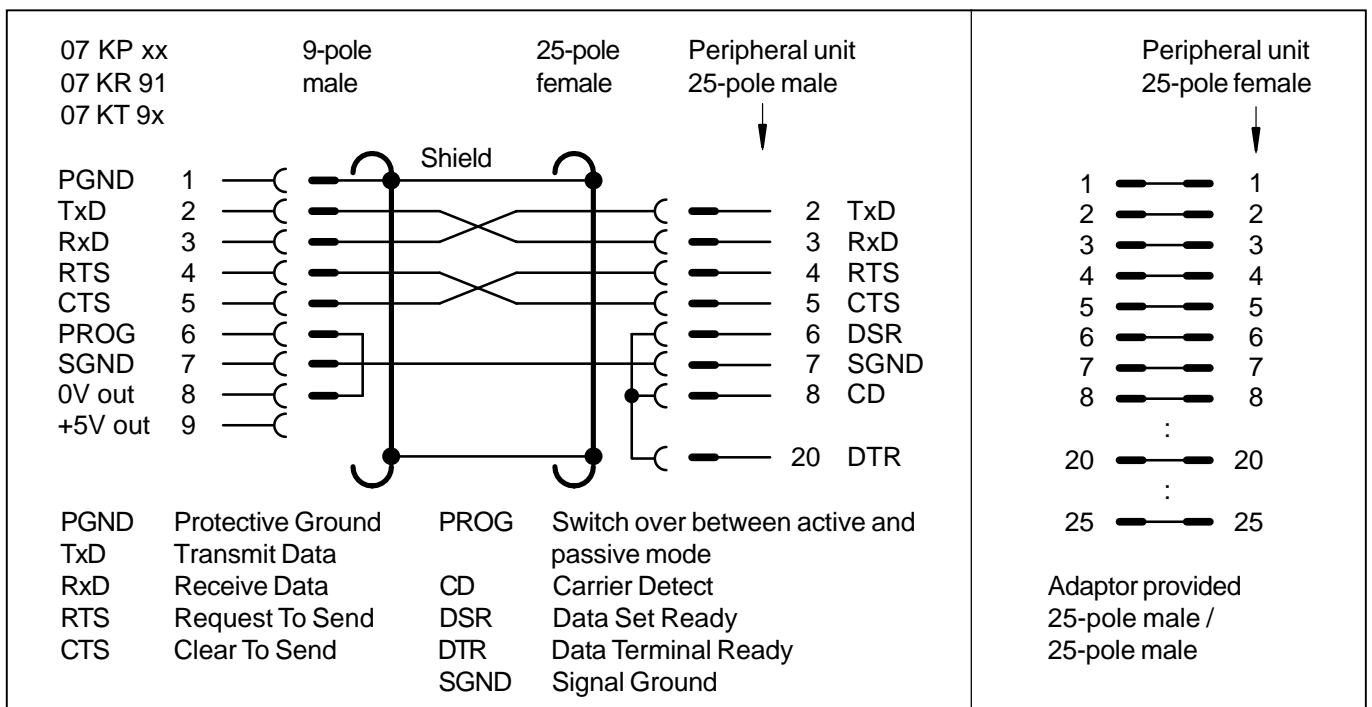 07 KP xx 9-pole 25-pole Peripheral unit
07 KR 91 male female 25-pole male
07 KT 9x
Shield
PGND 1
TxD 2 2 TxD
RxD 3 3 RxD
RTS 4 4 RTS
CTS 5 5 CTS
PROG 6 6 DSR
SGND 7 7 SGND
0V out 8 8 CD
+5V out 9
20 DTR
PGND Protective Ground PROG Switch over between active and
TxD Transmit Data passive mode
RxD Receive Data CD Carrier Detect
RTS Request To Send DSR Data Set Ready
CTS Clear To Send DTR Data Terminal Ready
SGND Signal Ground
Peripheral unit
25-pole female
1 1
2 2
3 3
4 4
5 5
6 6
7 7
8 8
:
20 20
:
25 25
Adaptor provided
25-pole male /
25-pole male